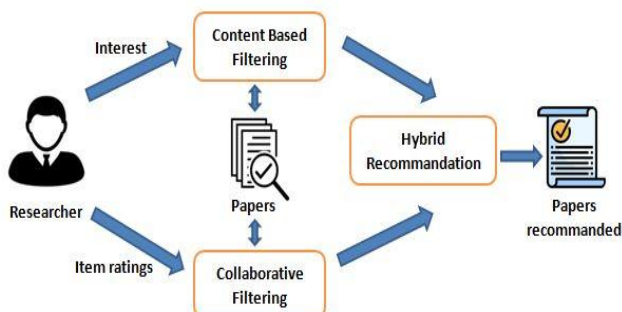 Interest
Content Based
Filtering
Researcher
Papers
Hybrid
Recommandation
Papers
recommanded
Item ratings
Collaborative
Filtering